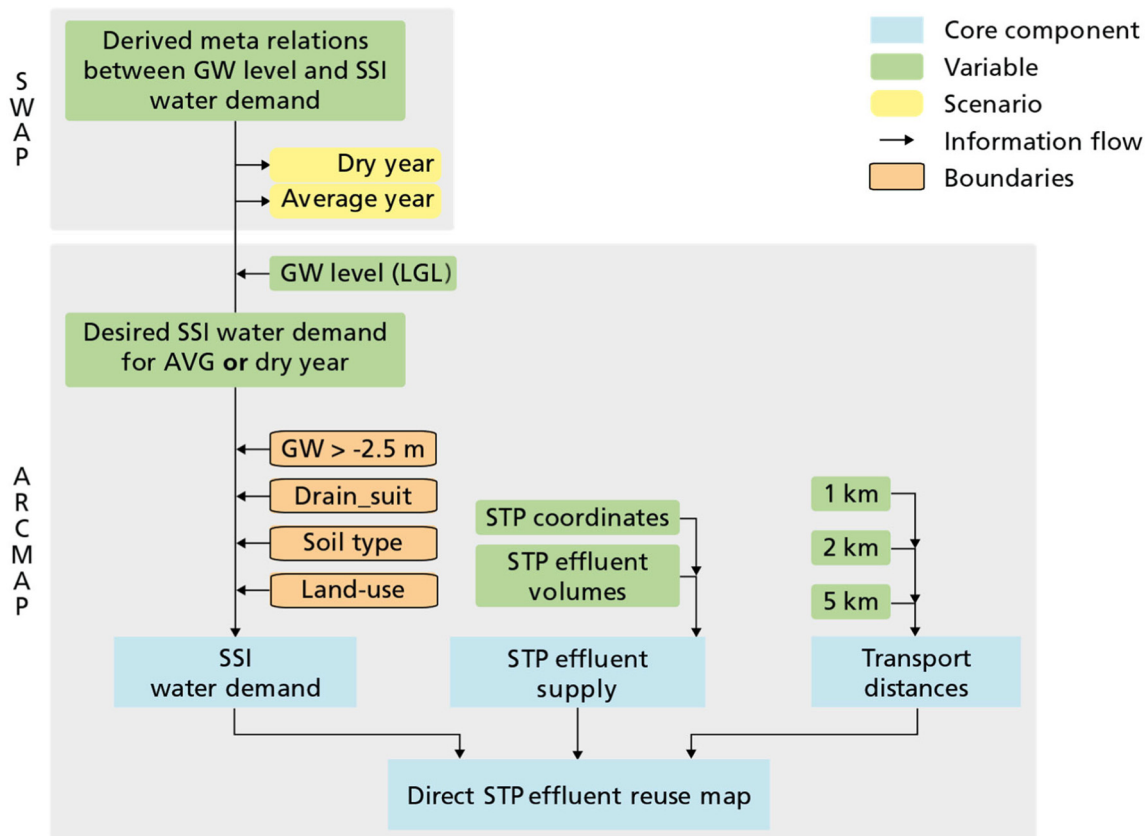 Derived meta relations
between GW level and SSI
water demand
SWAP
Dry year
Average year
Core component
Variable
Scenario
Information flow
Boundaries
GW level (LGL)
Desired SSI water demand
for AVG or dry year
ARCMAP
GW > -2.5 m
Drain_suit
Soil type
Land-use
STP coordinates
STP effluent
volumes
1 km
2 km
5 km
SSI
water demand
STP effluent
supply
Transport
distances
Direct STP effluent reuse map